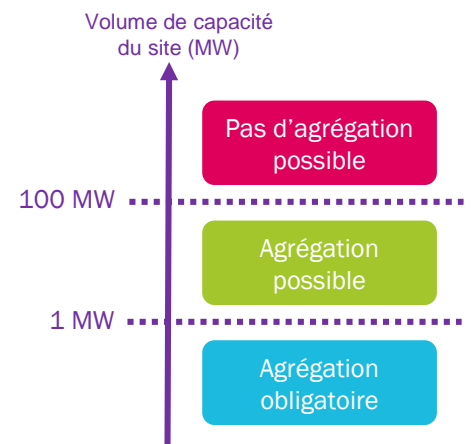 Volume de capacité
du site (MW)
Pas d'agrégation
possible
100 MW
Agrégation
possible
1 MW
Agrégation
obligatoire